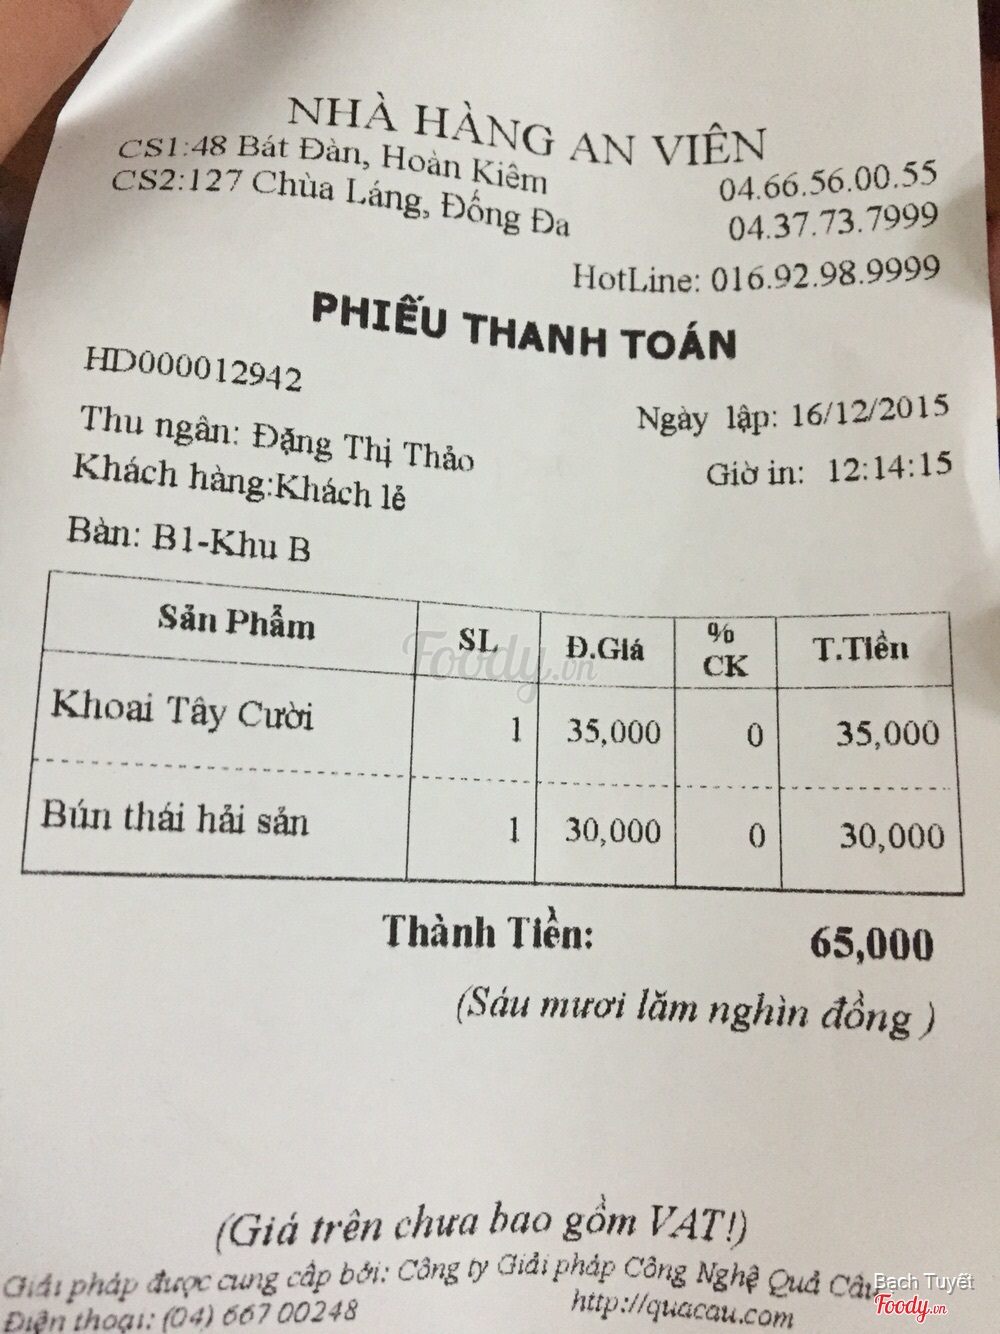 NHÀ HÀNG AN VIÊN
CS1:48 Bát Đàn, Hoàn Kiêm 04.66.56.00.55
CS2:127 Chùa Láng, Đống Đa 04.37.73.7999
HotLine: 016.92.98.9999
PHIẾU THANH TOÁN
HD000012942
Ngày lập: 16/12/2015
Thu ngân: Đặng Thị Thảo
Giờ in: 12:14:15
Khách hàng:Khách lẻ
Bàn: B1-Khu B
Sản Phẩm SL Đ.Giá % CK T.Tiền
Khoai Tây Cười 1 35,000 0 35,000
Bún thái hải sản 1 30,000 0 30,000
Foody.vn
Thành Tiền: 65,000
(Sáu mươi lăm nghìn đồng )
(Giá trên chưa bao gồm VAT!)
Giải pháp được cung cấp bởi: Công ty Giải pháp Công Nghệ Quả Cầu
Điện thoại: (04) 667 00248 http://quacau.com
Bạch Tuyết
Foody.vn